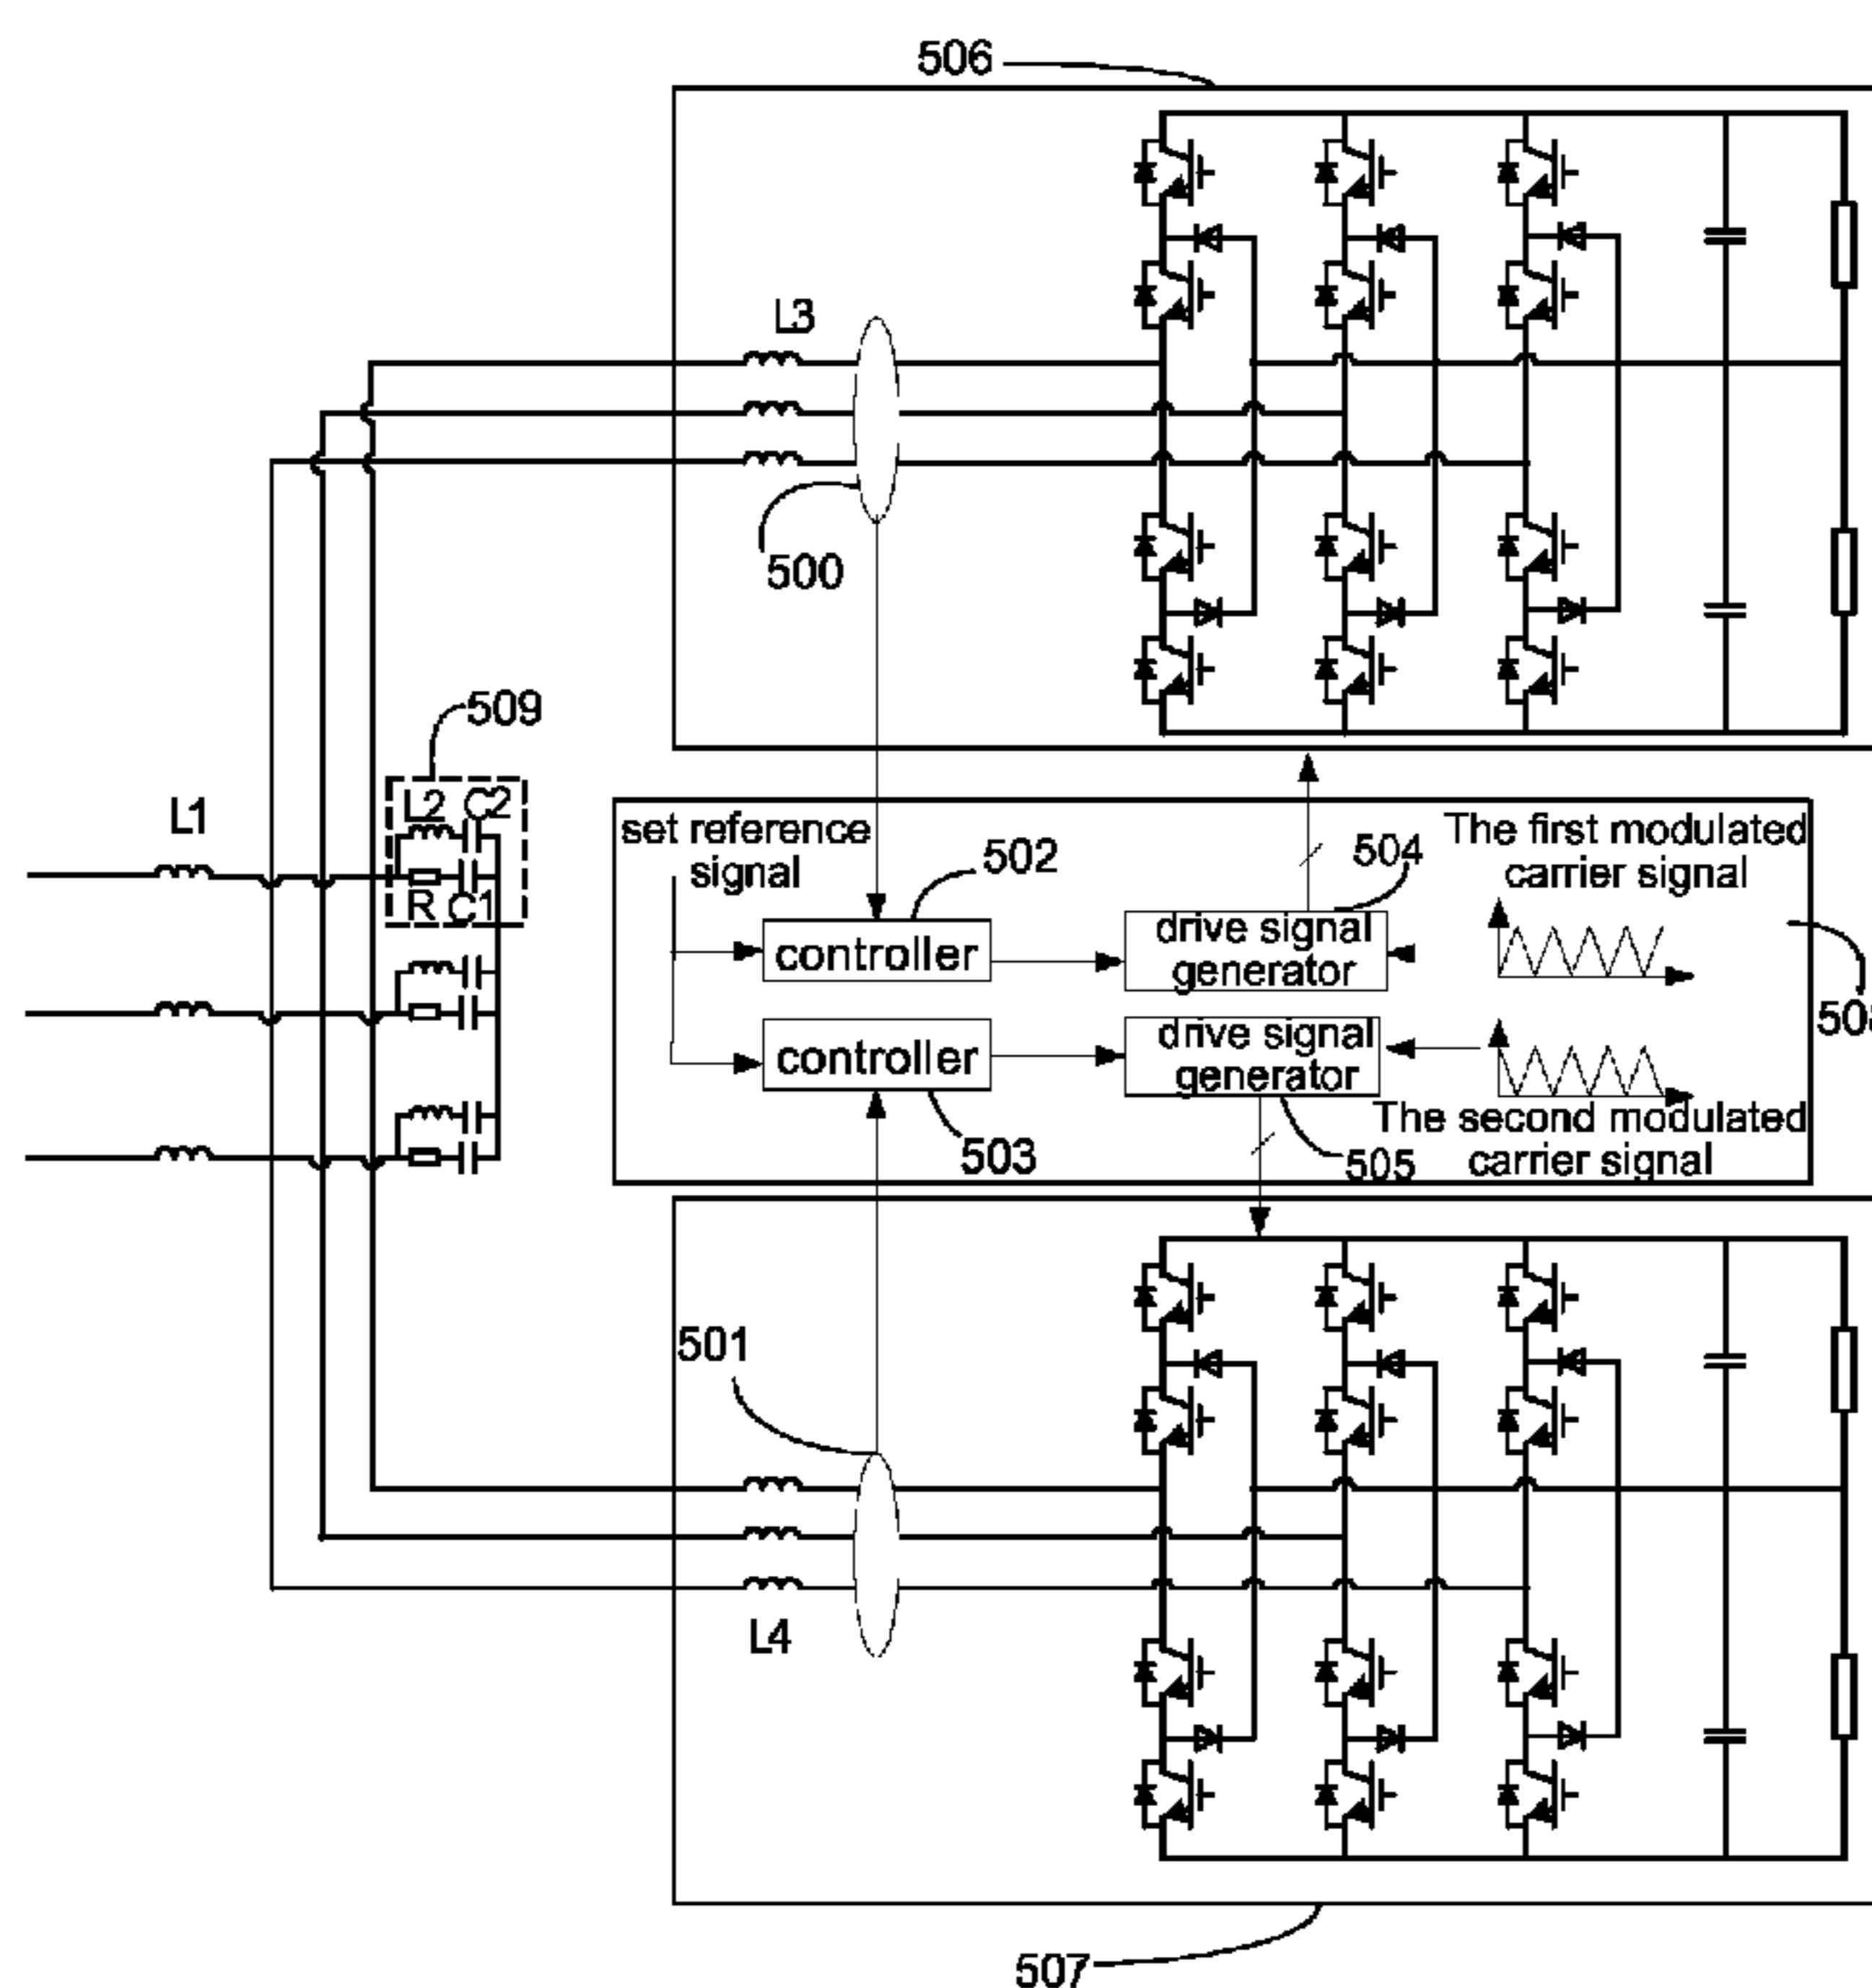 506
L3
500
509
L1
L2 C2
R C1
set reference
signal
502
504
The first modulated
carrier signal
controller
drive signal
generator
controller
drive signal
generator
503
505
The second modulated
carrier signal
501
L4
507